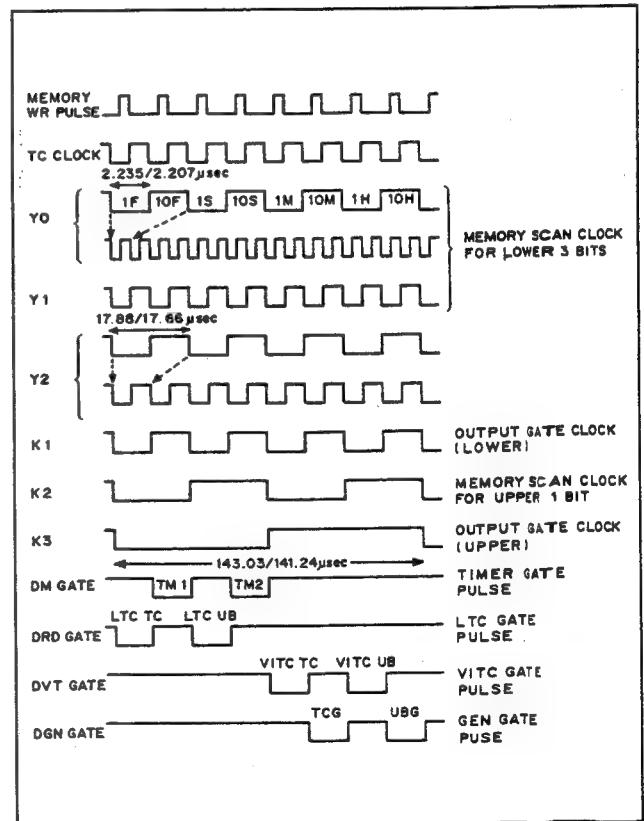 MEMORY
WR PULSE
TC CLOCK
2.235/2.207μsec
Y0
1F 10F 1S 10S 1M 10M 1H 10H
MEMORY SCAN CLOCK
FOR LOWER 3 BITS
Y1
17.88/17.66 μsec
Y2
K1
OUTPUT GATE CLOCK
(LOWER)
K2
MEMORY SCAN CLOCK
FOR UPPER 1 BIT
K3
OUTPUT GATE CLOCK
(UPPER)
143.03/141.24μsec
DM GATE
TM 1 TM2
TIMER GATE
PULSE
LTC TC LTC UB
DRD GATE
LTC GATE
PULSE
VITC TC VITC UB
DVT GATE
VITC GATE
PULSE
TCG UBG
DGN GATE
GEN GATE
PUSE